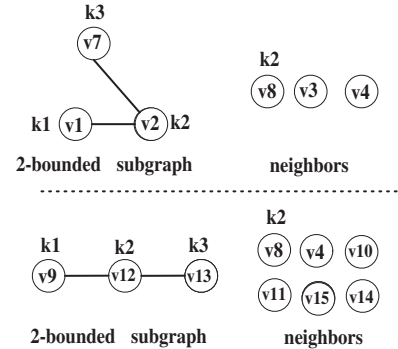 k3
v7
k2
v8 v3 v4
k1 v1 v2 k2
2-bounded subgraph neighbors
k2
k1 k2 k3
v8 v4 v10
v9 v12 v13
v11 v15 v14
2-bounded subgraph neighbors